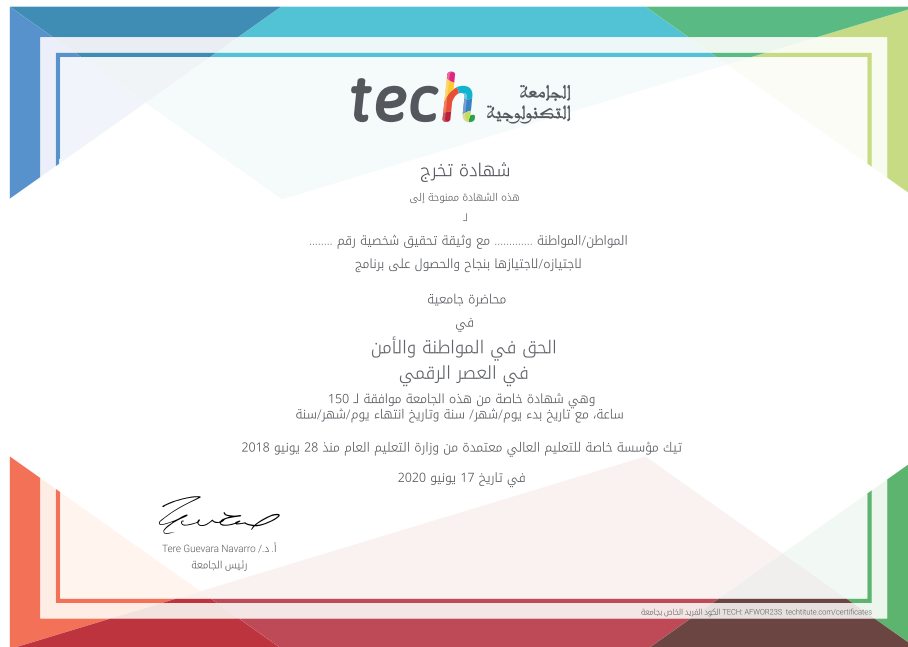 tech الجامعة
التكنولوجية
شهادة تخرج
هذه الشهادة ممنوحة إلى
لـ
المواطن/المواطنة ............. مع وثيقة تحقيق شخصية رقم ........
لاجتيازه/لاجتيازها بنجاح والحصول على برنامج
محاضرة جامعية
في
الحق في المواطنة والأمن
في العصر الرقمي
وهي شهادة خاصة من هذه الجامعة موافقة لـ 150
ساعة، مع تاريخ بدء يوم/شهر/ سنة وتاريخ انتهاء يوم/شهر/سنة
تيك مؤسسة خاصة للتعليم العالي معتمدة من وزارة التعليم العام منذ 28 يونيو 2018
في تاريخ 17 يونيو 2020
أ.د./ Tere Guevara Navarro
رئيس الجامعة
الكود الفريد الخاص بجامعة TECH: AFWOR23S techtitute.com/certificates